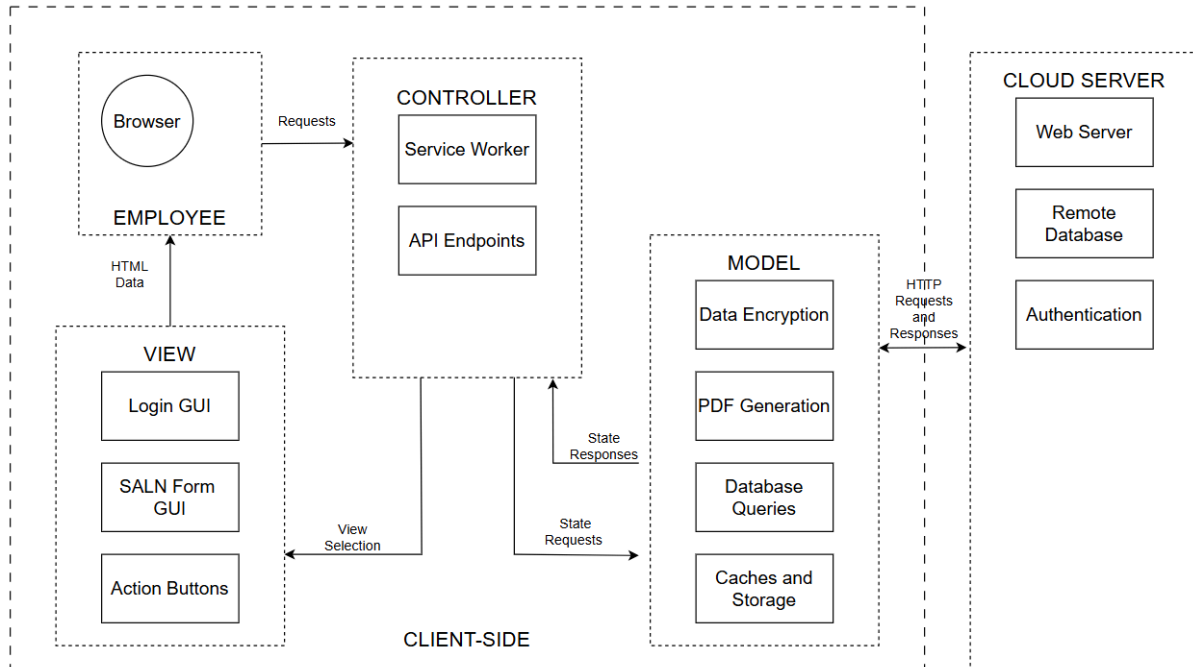 Browser
EMPLOYEE
Requests
CONTROLLER
Service Worker
API Endpoints
HTML
Data
VIEW
Login GUI
SALN Form
GUI
Action Buttons
View
Selection
State
Responses
State
Requests
MODEL
Data Encryption
PDF Generation
Database
Queries
Caches and
Storage
CLIENT-SIDE
HTTP
Requests
and
Responses
CLOUD SERVER
Web Server
Remote
Database
Authentication